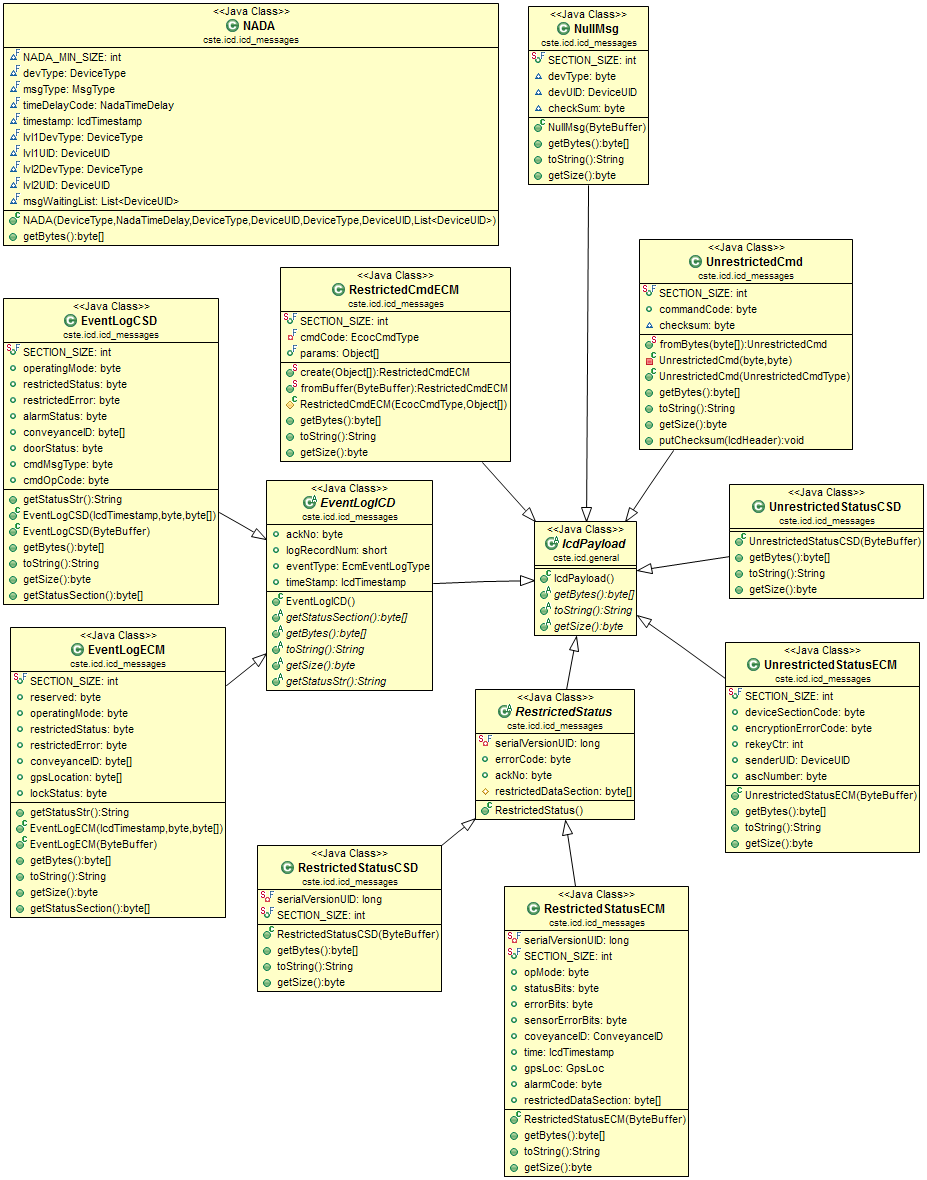 <<Java Class>>
NADA
cste.icd.icd_messages
NADA_MIN_SIZE: int
devType: DeviceType
msgType: MsgType
timeDelayCode: NadaTimeDelay
timestamp: IcdTimestamp
lvl1DevType: DeviceType
lvl1UID: DeviceUID
lvl2DevType: DeviceType
lvl2UID: DeviceUID
msgWaitingList: List<DeviceUID>
NADA(DeviceType,NadaTimeDelay,DeviceType,DeviceUID,DeviceType,DeviceUID,List<DeviceUID>)
getBytes():byte[]
<<Java Class>>
NullMsg
cste.icd.icd_messages
SECTION_SIZE: int
devType: byte
devUID: DeviceUID
checkSum: byte
NullMsg(ByteBuffer)
getBytes():byte[]
toString():String
getSize():byte
<<Java Class>>
UnrestrictedCmd
cste.icd.icd_messages
SECTION_SIZE: int
commandCode: byte
checksum: byte
fromBytes(byte[]):UnrestrictedCmd
UnrestrictedCmd(byte,byte)
UnrestrictedCmd(UnrestrictedCmdType)
getBytes():byte[]
toString():String
getSize():byte
putChecksum(IcdHeader):void
<<Java Class>>
RestrictedCmdECM
cste.icd.icd_messages
SECTION_SIZE: int
cmdCode: EcocCmdType
params: Object[]
create(Object[]):RestrictedCmdECM
fromBuffer(ByteBuffer):RestrictedCmdECM
RestrictedCmdECM(EcocCmdType,Object[])
getBytes():byte[]
toString():String
getSize():byte
<<Java Class>>
EventLogCSD
cste.icd.icd_messages
SECTION_SIZE: int
operatingMode: byte
restrictedStatus: byte
restrictedError: byte
alarmStatus: byte
conveyanceID: byte[]
doorStatus: byte
cmdMsgType: byte
cmdOpCode: byte
getStatusStr():String
EventLogCSD(IcdTimestamp,byte,byte[])
EventLogCSD(ByteBuffer)
getBytes():byte[]
toString():String
getSize():byte
getStatusSection():byte[]
<<Java Class>>
EventLogICD
cste.icd.icd_messages
ackNo: byte
logRecordNum: short
eventType: EcmEventLogType
timeStamp: IcdTimestamp
EventLogICD()
getStatusSection():byte[]
getBytes():byte[]
toString():String
getSize():byte
getStatusStr():String
<<Java Class>>
IcdPayload
cste.icd.general
IcdPayload()
getBytes():byte[]
toString():String
getSize():byte
<<Java Class>>
UnrestrictedStatusCSD
cste.icd.icd_messages
UnrestrictedStatusCSD(ByteBuffer)
getBytes():byte[]
toString():String
getSize():byte
<<Java Class>>
EventLogECM
cste.icd.icd_messages
SECTION_SIZE: int
reserved: byte
operatingMode: byte
restrictedStatus: byte
restrictedError: byte
conveyanceID: byte[]
gpsLocation: byte[]
lockStatus: byte
getStatusStr():String
EventLogECM(IcdTimestamp,byte,byte[])
EventLogECM(ByteBuffer)
getBytes():byte[]
toString():String
getSize():byte
getStatusSection():byte[]
<<Java Class>>
UnrestrictedStatusECM
cste.icd.icd_messages
SECTION_SIZE: int
deviceSectionCode: byte
encryptionErrorCode: byte
rekeyCtr: int
senderUID: DeviceUID
ascNumber: byte
UnrestrictedStatusECM(ByteBuffer)
getBytes():byte[]
toString():String
getSize():byte
<<Java Class>>
RestrictedStatus
cste.icd.icd_messages
serialVersionUID: long
errorCode: byte
ackNo: byte
restrictedDataSection: byte[]
RestrictedStatus()
<<Java Class>>
RestrictedStatusCSD
cste.icd.icd_messages
serialVersionUID: long
SECTION_SIZE: int
RestrictedStatusCSD(ByteBuffer)
getBytes():byte[]
toString():String
getSize():byte
<<Java Class>>
RestrictedStatusECM
cste.icd.icd_messages
serialVersionUID: long
SECTION_SIZE: int
opMode: byte
statusBits: byte
errorBits: byte
sensorErrorBits: byte
coveyanceID: ConveyanceID
time: IcdTimestamp
gpsLoc: GpsLoc
alarmCode: byte
restrictedDataSection: byte[]
RestrictedStatusECM(ByteBuffer)
getBytes():byte[]
toString():String
getSize():byte